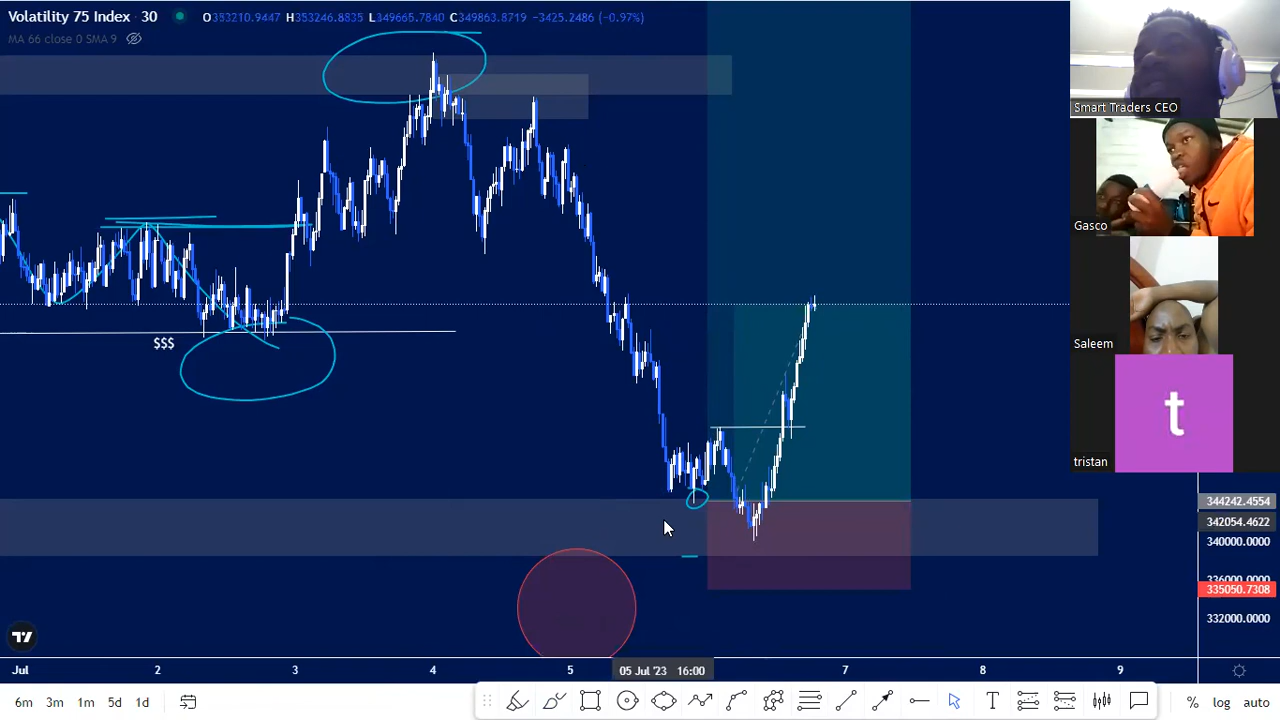 Volatility 75 Index · 30 O353210.9447 H353246.8835 L349665.7840 C349863.8719 −3425.2486 (−0.97%)
MA 66 close 0 SMA 9
Smart Traders CEO
Gasco
Saleem
$$$
t
tristan
344242.4554
342054.4622
340000.0000
336000.0000
335050.7308
332000.0000
Jul 2 3 4 5 05 Jul '23 16:00 7 8 9
6m 3m 1m 5d 1d T % log auto